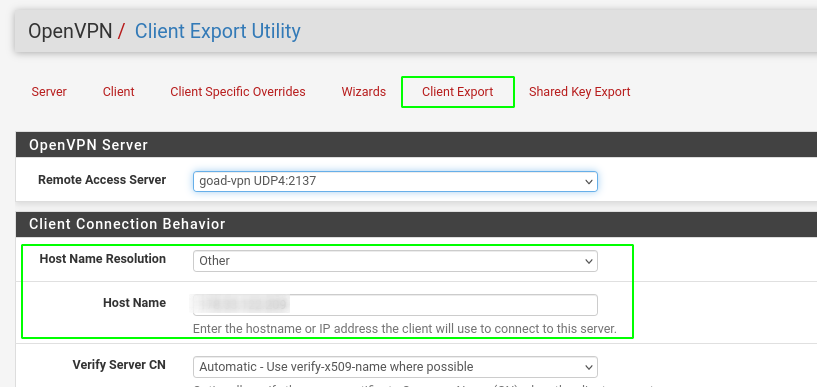 OpenVPN / Client Export Utility
Server Client Client Specific Overrides Wizards Client Export Shared Key Export
OpenVPN Server
Remote Access Server goad-vpn UDP4:2137
Client Connection Behavior
Host Name Resolution Other
Host Name
Enter the hostname or IP address the client will use to connect to this server.
Verify Server CN Automatic - Use verify-x509-name where possible